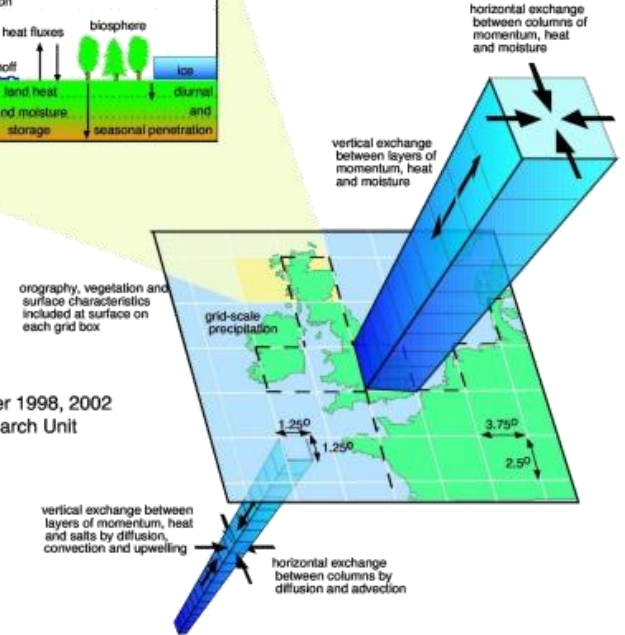 heat fluxes
biosphere
ice
land heat
diurnal
nd moisture
and
storage
seasonal penetration
horizontal exchange
between columns of
momentum, heat
and moisture
vertical exchange
between layers of
momentum, heat
and moisture
orography, vegetation and
surface characteristics
included at surface on
each grid box
grid-scale
precipitation
er 1998, 2002
arch Unit
1.25°
1.25°
3.75°
2.5°
vertical exchange between
layers of momentum, heat
and salts by diffusion,
convection and upwelling
horizontal exchange
between columns by
diffusion and advection